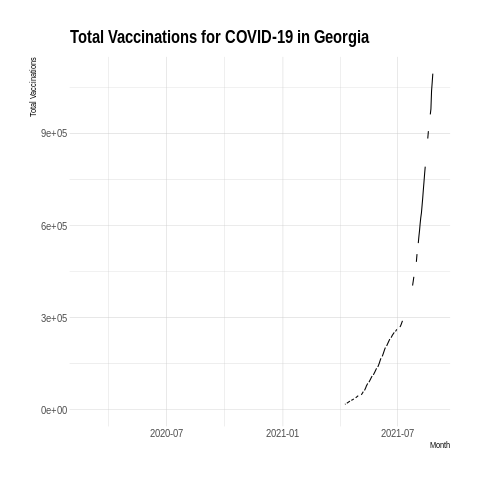 Total Vaccinations for COVID-19 in Georgia
Total Vaccinations
9e+05
6e+05
3e+05
0e+00
2020-07
2021-01
2021-07
Month